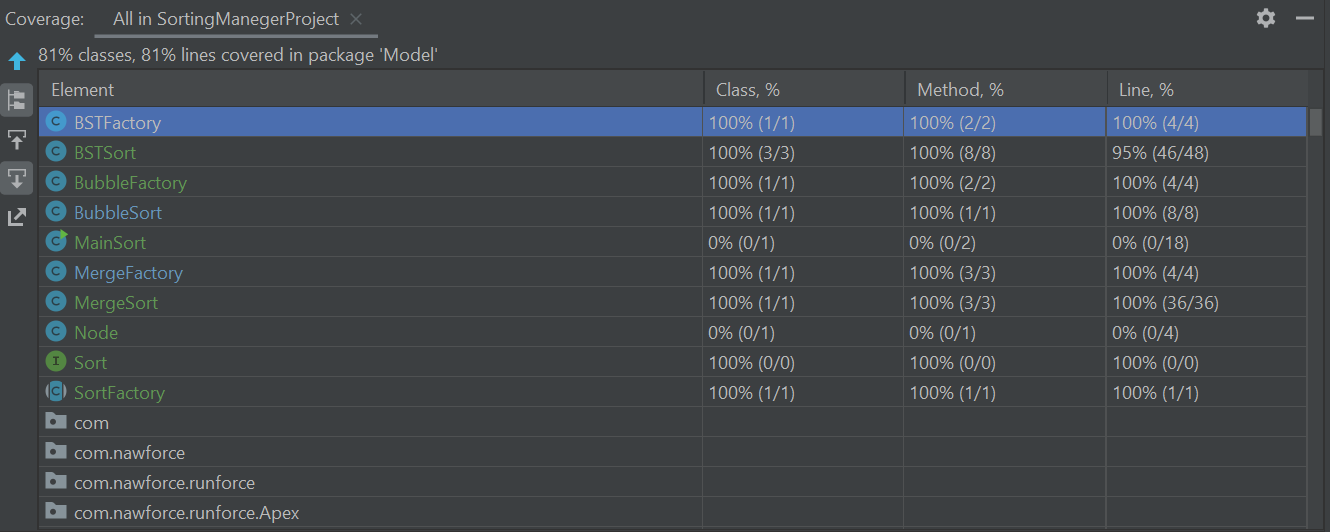 Coverage: All in SortingManegerProject
81% classes, 81% lines covered in package 'Model'
Element Class, % Method, % Line, %
BSTFactory 100% (1/1) 100% (2/2) 100% (4/4)
BSTSort 100% (3/3) 100% (8/8) 95% (46/48)
BubbleFactory 100% (1/1) 100% (2/2) 100% (4/4)
BubbleSort 100% (1/1) 100% (1/1) 100% (8/8)
MainSort 0% (0/1) 0% (0/2) 0% (0/18)
MergeFactory 100% (1/1) 100% (3/3) 100% (4/4)
MergeSort 100% (1/1) 100% (3/3) 100% (36/36)
Node 0% (0/1) 0% (0/1) 0% (0/4)
Sort 100% (0/0) 100% (0/0) 100% (0/0)
SortFactory 100% (1/1) 100% (1/1) 100% (1/1)
com
com.nawforce
com.nawforce.runforce
com.nawforce.runforce.Apex